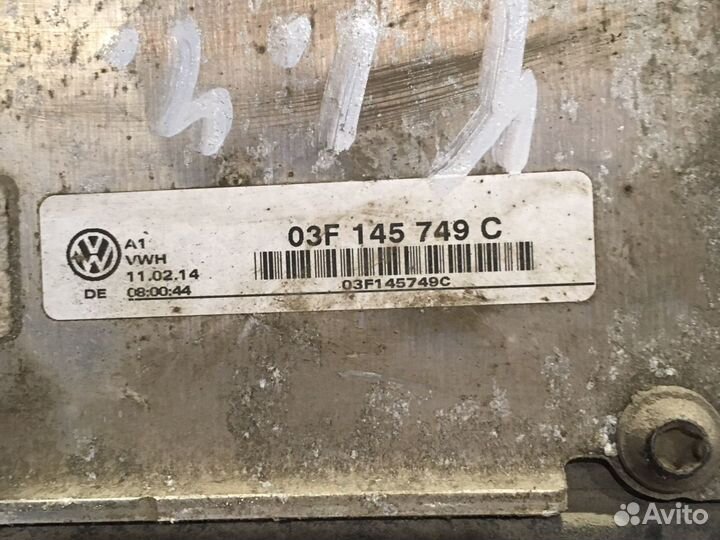 03F 145 749 C
A1
VWH
11.02.14
DE 08:00:44
03F145749C
Avito